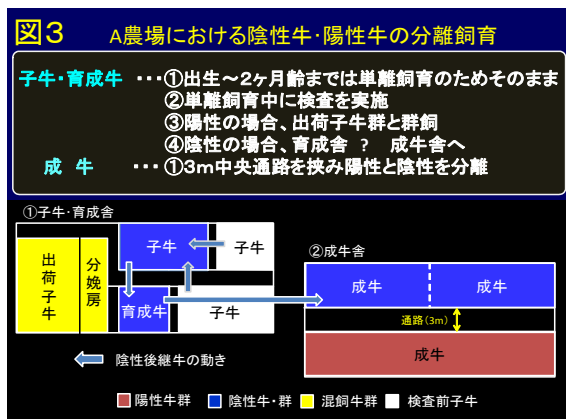 図3 A農場における陰性牛・陽性牛の分離飼育
子牛・育成牛 ・・・①出生～2ヶ月齢までは単離飼育のためそのまま
②単離飼育中に検査を実施
③陽性の場合、出荷子牛群と群飼
④陰性の場合、育成舎 ? 成牛舎へ
成 牛 ・・・①3m中央通路を挟み陽性と陰性を分離
①子牛・育成舎
出荷子牛
分娩房
子牛
子牛
育成牛
子牛
陰性後継牛の動き
②成牛舎
成牛
成牛
通路(3m)
成牛
陽性牛群 陰性牛・群 混飼牛群 検査前子牛